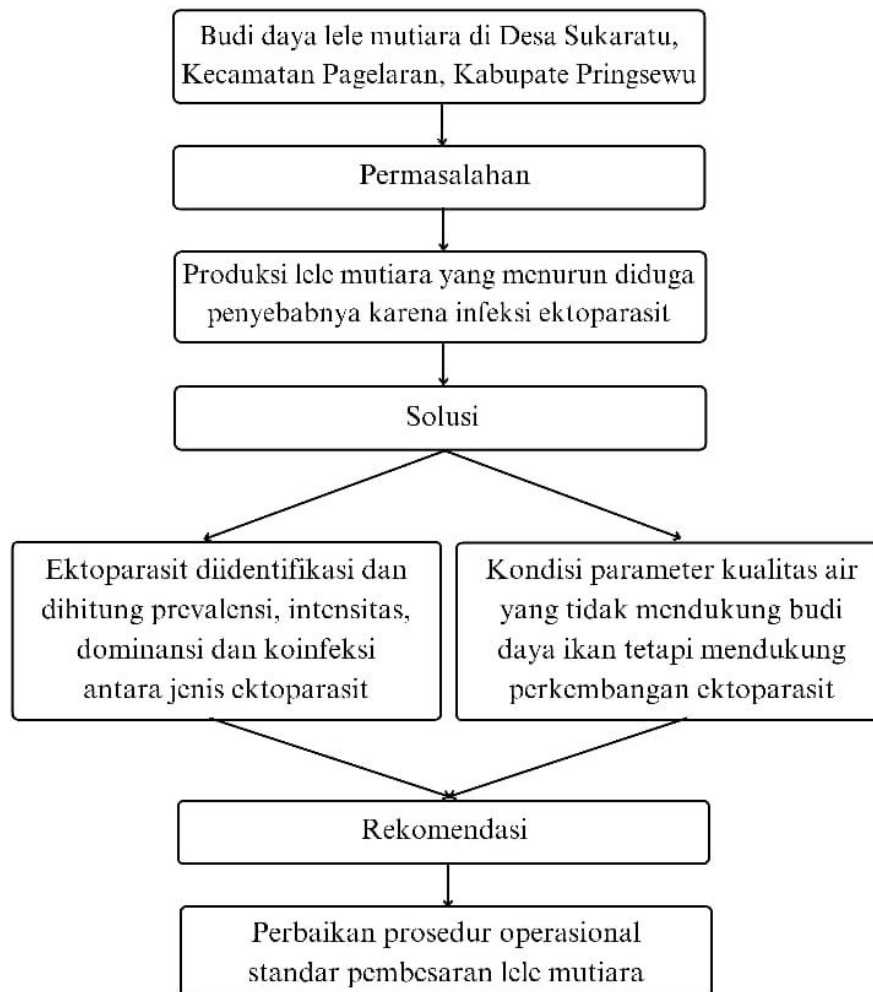 Budi daya lele mutiara di Desa Sukaratu,
Kecamatan Pagelaran, Kabupate Pringsewu
Permasalahan
Produksi lele mutiara yang menurun diduga
penyebabnya karena infeksi ektoparasit
Solusi
Ektoparasit diidentifikasi dan
dihitung prevalensi, intensitas,
dominansi dan koinfeksi
antara jenis ektoparasit
Kondisi parameter kualitas air
yang tidak mendukung budi
daya ikan tetapi mendukung
perkembangan ektoparasit
Rekomendasi
Perbaikan prosedur operasional
standar pembesaran lele mutiara